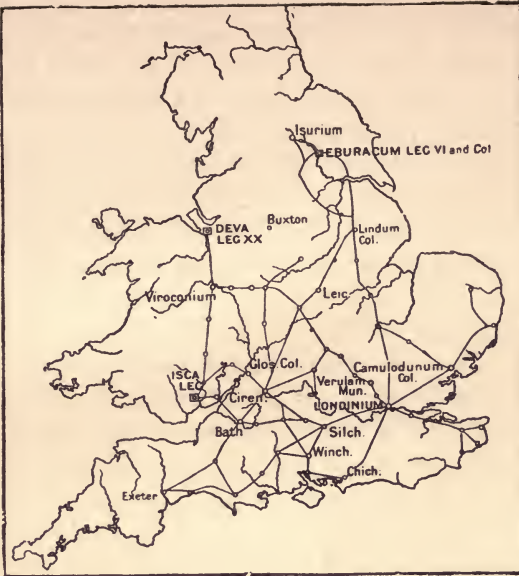 Isurium
EBURACUM LEG VI and Col
DEVA
LEG XX
Buxton
Lindum
Col.
Viroconium
Leic.
ISCA
LEG
Glos. Col.
Camulodunum
Col.
Verulam
Mun.
Ciren.
LONDINIUM
Bath
Silch.
Winch.
Chich.
Exeter